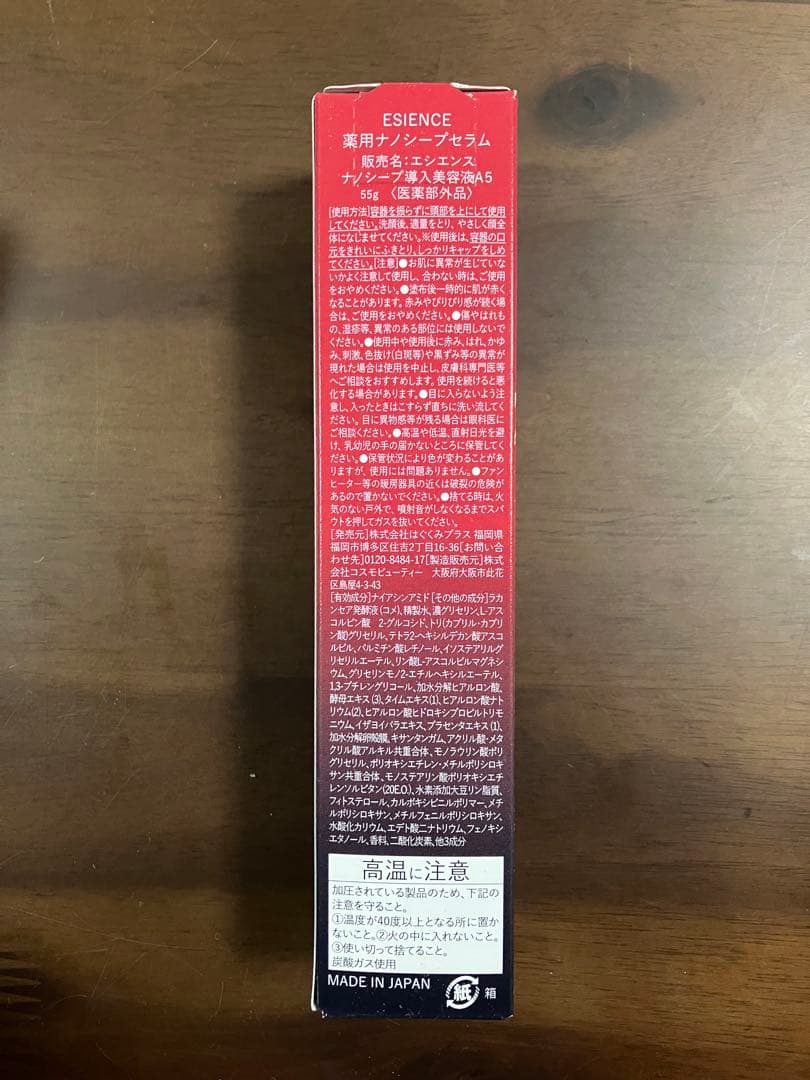 ESIENCE
薬用ナノシープセラム
販売名：エシエンス
ナノシープ導入美容液A5
55g 〈医薬部外品〉
[使用方法]容器を振らずに頭部を上にして使用
してください。洗顔後、適量をとり、やさしく顔全
体になじませてください。※使用後は、容器の口
元をきれいにふきとり、しっかりキャップをしめ
てください。[注意]●お肌に異常が生じていな
いかよく注意して使用し、合わない時は、ご使用
をおやめください。●塗布後一時的に肌が赤く
なることがあります。赤みやぴりぴり感が続く場
合は、ご使用をおやめください。●傷やはれも
の、湿疹等、異常のある部位には使用しないで
ください。●使用中や使用後に赤み、はれ、かゆ
み、刺激、色抜け(白斑等)や黒ずみ等の異常が
現れた場合は使用を中止し、皮膚科専門医等
へご相談をおすすめします。使用を続けると悪
化する場合があります。●目に入らないよう注
意し、入ったときはこすらず直ちに洗い流してく
ださい。目に異物感等が残る場合は眼科医にご
ご相談ください。●高温や低温、直射日光を避
け、乳幼児の手の届かないところに保管してく
ださい。●保管状況により色が変わることがあ
りますが、使用には問題ありません。●ファン
ヒーター等の暖房器具の近くは破裂の危険が
あるので置かないでください。●捨てる時は、火
気のない戸外で、噴射音がしなくなるまでスパ
ウトを押してガスを抜いてください。
[発売元]株式会社はぐくみプラス 福岡県
福岡市博多区住吉2丁目16-36[お問い合
わせ先]0120-8484-17[製造販売元]株式
会社コスモビューティー 大阪府大阪市此花
区島屋4-3-43
[有効成分]ナイアシンアミド[その他の成分]ラカ
ンセア発酵液(コメ)、精製水、濃グリセリン、L-アス
コルビン酸 2-グルコシド、トリ(カプリル・カプリ
ン酸)グリセリル、テトラ2-ヘキシルデカン酸アスコ
ルビル、パルミチン酸レチノール、イソステアリルグ
リセリルエーテル、リン酸L-アスコルビルマグネシ
ウム、グリセリンモノ2-エチルヘキシルエーテル、
1,3-ブチレングリコール、加水分解ヒアルロン酸、
酵母エキス(3)、タイムエキス(1)、ヒアルロン酸ナト
リウム(2)、ヒアルロン酸ヒドロキシプロピルトリモ
ニウム、イザヨイバラエキス、プラセンタエキス(1)、
加水分解卵殻膜、キサンタンガム、アクリル酸・メタ
クリル酸アルキル共重合体、モノラウリン酸ポリ
グリセリル、ポリオキシエチレン・メチルポリシロキ
サン共重合体、モノステアリン酸ポリオキシエチ
レンソルビタン(20E.O.)、水素添加大豆リン脂質、
フィトステロール、カルボキシビニルポリマー、メチ
ルポリシロキサン、メチルフェニルポリシロキサン、
水酸化カリウム、エデト酸二ナトリウム、フェノキシ
エタノール、香料、二酸化炭素、他3成分
高温に注意
加圧されている製品のため、下記の
注意を守ること。
①温度が40度以上となる所に置か
ないこと。②火の中に入れないこと。
③使い切って捨てること。
炭酸ガス使用
MADE IN JAPAN 紙 箱